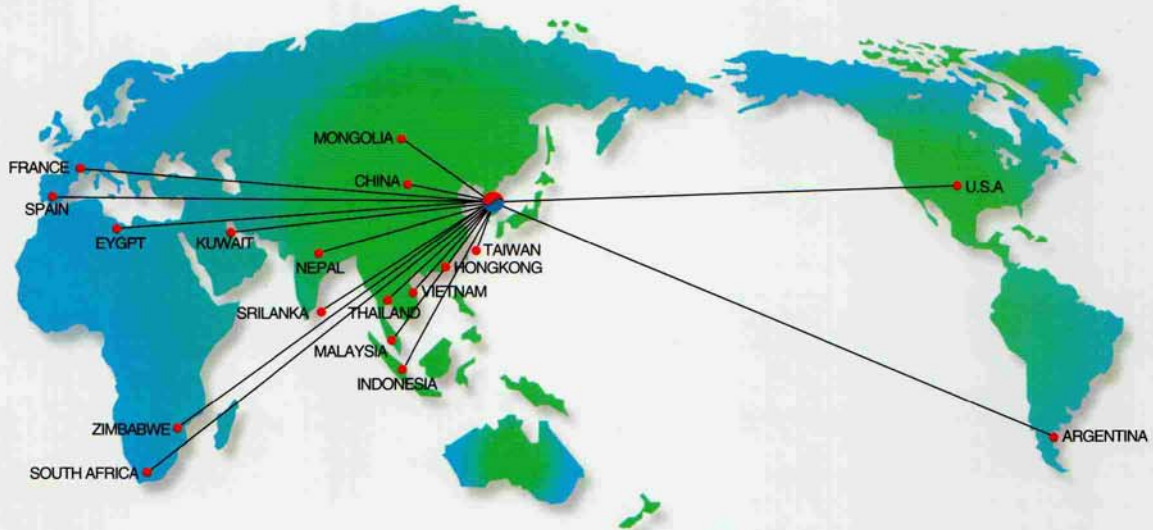 MONGOLIA
FRANCE
CHINA
U.S.A
SPAIN
EYGPT
KUWAIT
TAIWAN
NEPAL
HONGKONG
VIETNAM
SRILANKA
THAILAND
MALAYSIA
INDONESIA
ZIMBABWE
ARGENTINA
SOUTH AFRICA